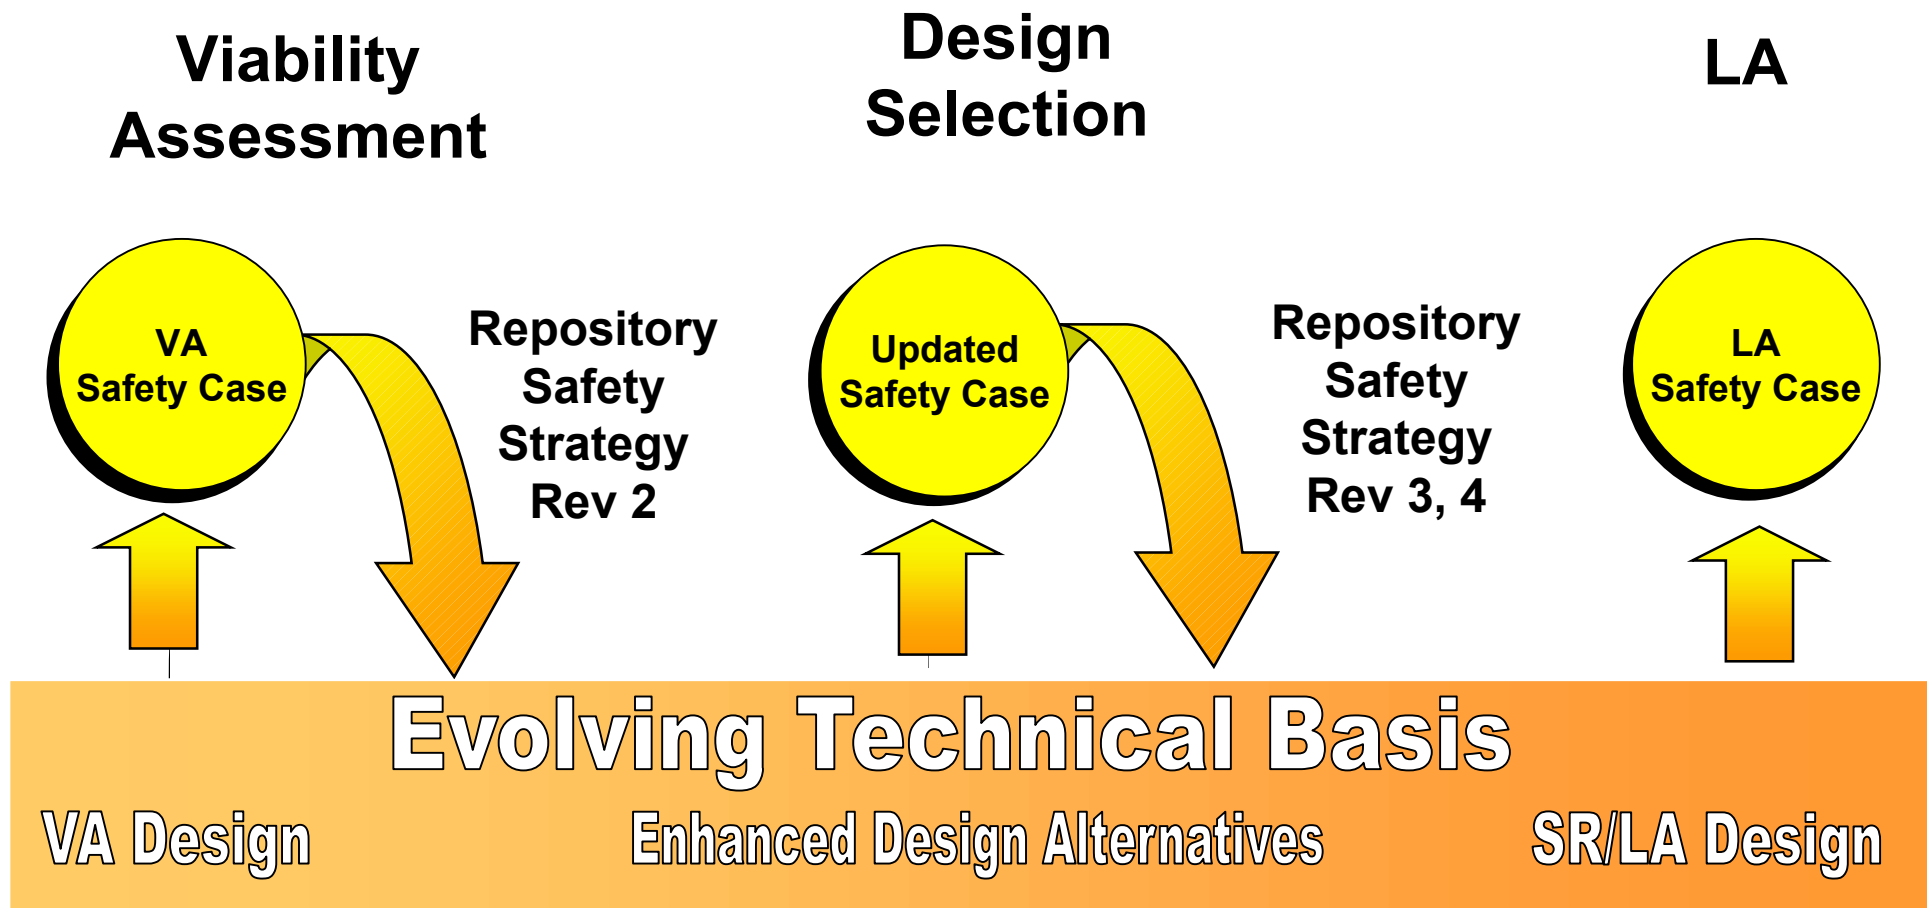 Viability
Assessment
Design
Selection
LA
VA
Safety Case
Repository
Safety
Strategy
Rev 2
Updated
Safety Case
Repository
Safety
Strategy
Rev 3, 4
LA
Safety Case
Evolving Technical Basis
VA Design
Enhanced Design Alternatives
SR/LA Design